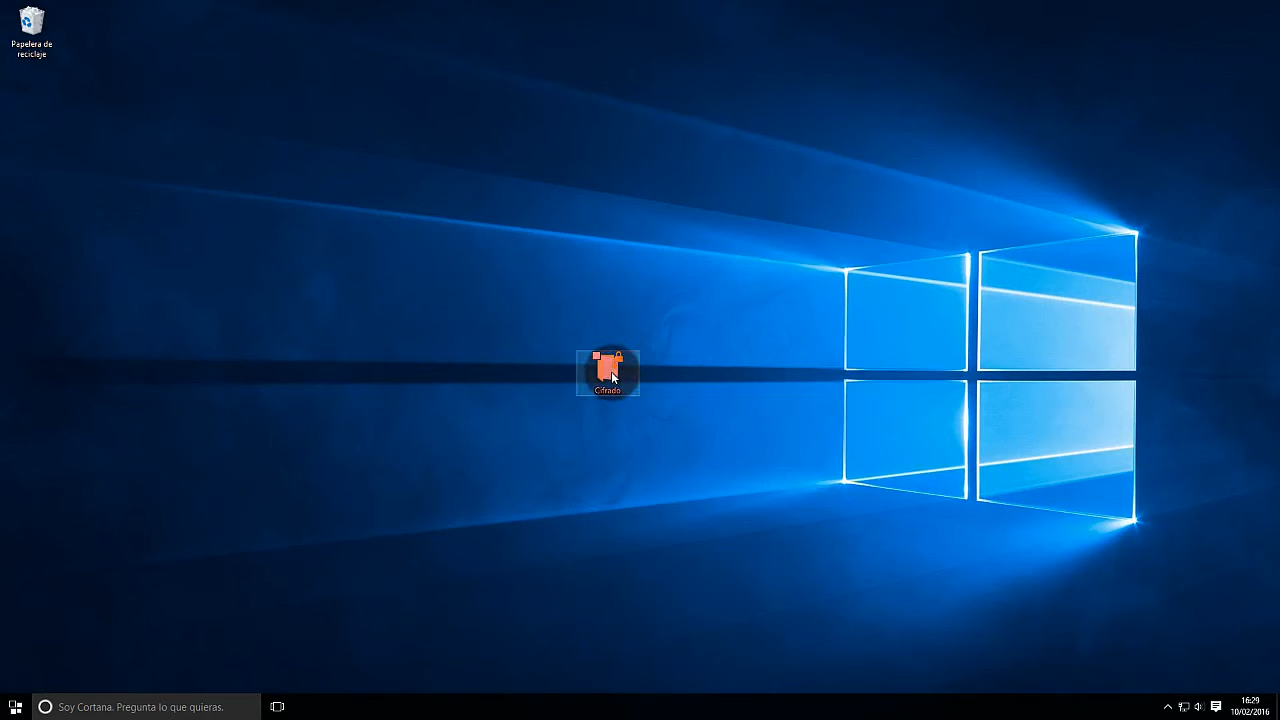 Papelera de
reciclaje
Cifrado
Soy Cortana. Pregunta lo que quieras.
16:29
10/02/2016